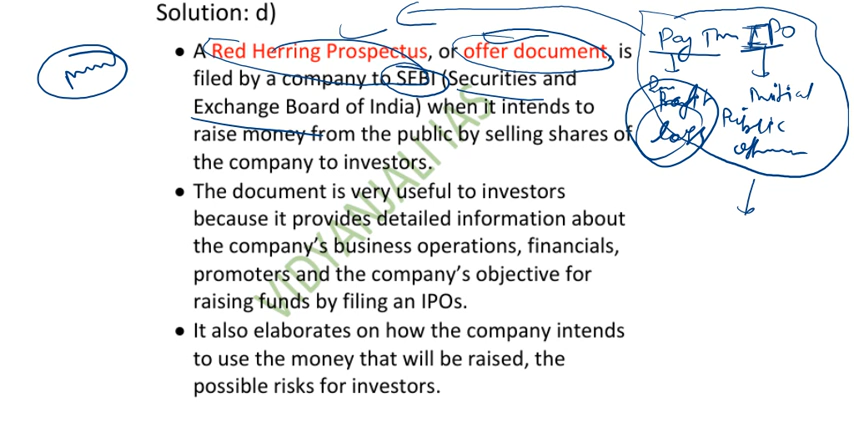 Solution: d)
Pay Thm IPO
• A Red Herring Prospectus, or offer document, is
filed by a company to SEBI (Securities and
Exchange Board of India) when it intends to
raise money from the public by selling shares of
the company to investors.
Initial
Public
loss
• The document is very useful to investors
because it provides detailed information about
the company's business operations, financials,
promoters and the company's objective for
raising funds by filing an IPOs.
• It also elaborates on how the company intends
to use the money that will be raised, the
possible risks for investors.
VIDYANJALI IAS